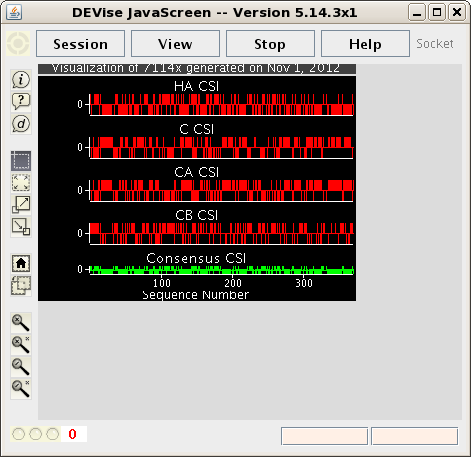 DEVise JavaScreen -- Version 5.14.3x1
Session View Stop Help Socket
Visualization of 7114x generated on Nov 1, 2012
HA CSI
0
C CSI
0
CA CSI
0
CB CSI
0
Consensus CSI
0
100 200 300
Sequence Number
i
?
d
0